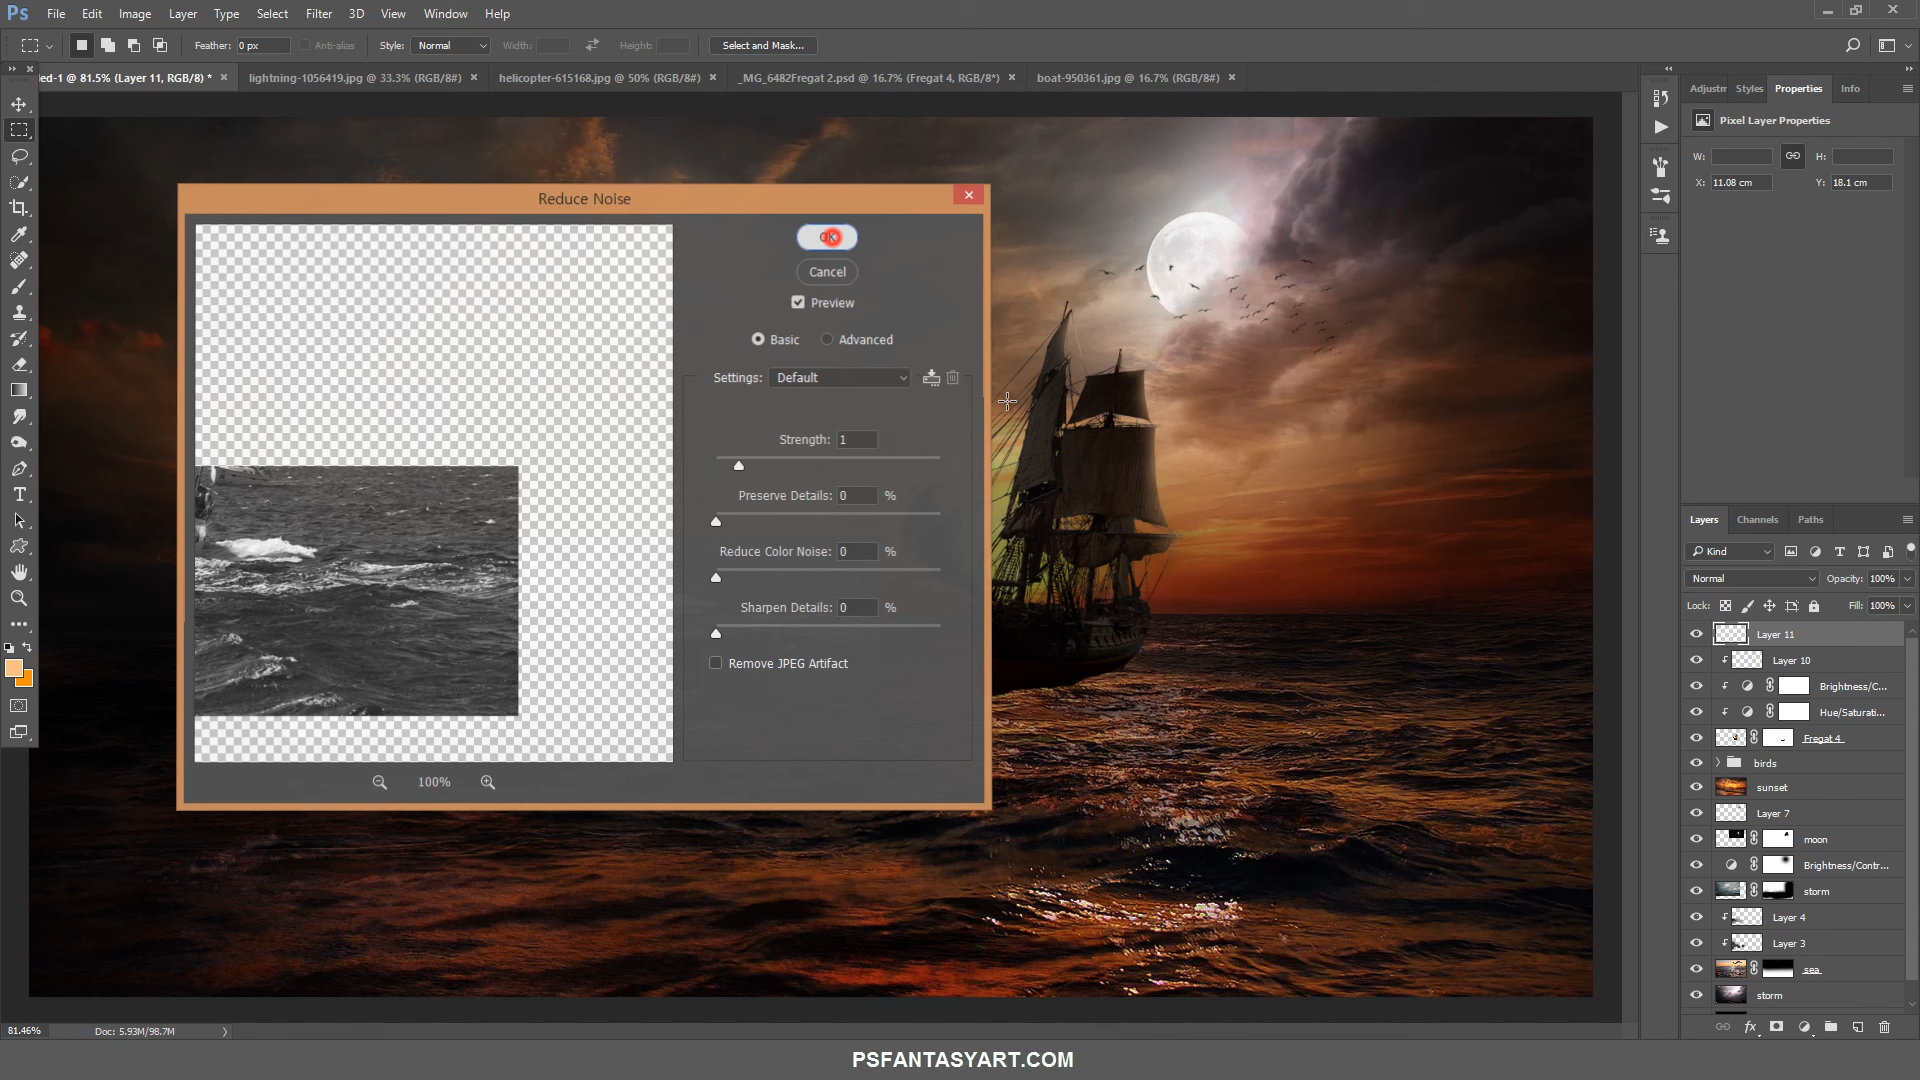 Ps File Edit Image Layer Type Select Filter 3D View Window Help
Feather: 0 px Anti-alias Style: Normal Width: Height: Select and Mask...
ed-1 @ 81.5% (Layer 11, RGB/8) * lightning-1056419.jpg @ 33.3% (RGB/8#) helicopter-615168.jpg @ 50% (RGB/8#) _MG_6482Fregat 2.psd @ 16.7% (Fregat 4, RGB/8*) boat-950361.jpg @ 16.7% (RGB/8#)
Adjustm Styles Properties Info
Pixel Layer Properties
W: H:
X: 11.08 cm Y: 18.1 cm
Reduce Noise
OK
Cancel
Preview
Basic Advanced
Settings: Default
Strength: 1
Preserve Details: 0 %
Reduce Color Noise: 0 %
Sharpen Details: 0 %
Remove JPEG Artifact
100%
Layers Channels Paths
Kind
Normal Opacity: 100%
Lock: Fill: 100%
Layer 11
Layer 10
Brightness/C...
Hue/Saturati...
Fregat 4
birds
sunset
Layer 7
moon
Brightness/Contr...
storm
Layer 4
Layer 3
sea
storm
81.46% Doc: 5.93M/98.7M
PSFANTASYART.COM